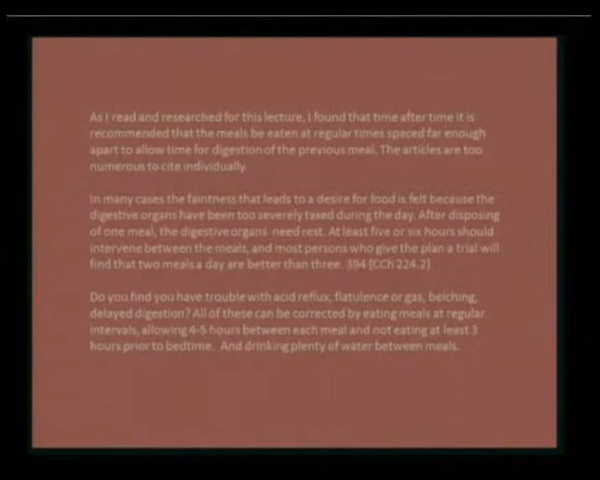 As I read and researched for this lecture, I found that time after time it is
recommended that the meals be eaten at regular times spaced far enough
apart to allow time for digestion of the previous meal. The articles are too
numerous to cite individually.
In many cases the faintness that leads to a desire for food is felt because the
digestive organs have been too severely taxed during the day. After disposing
of one meal, the digestive organs need rest. At least five or six hours should
intervene between the meals, and most persons who give the plan a trial will
find that two meals a day are better than three. 394 {CCh 224.2}
Do you find you have trouble with acid reflux, flatulence or gas, belching,
delayed digestion? All of these can be corrected by eating meals at regular
intervals, allowing 4-5 hours between each meal and not eating at least 3
hours prior to bedtime. And drinking plenty of water between meals.